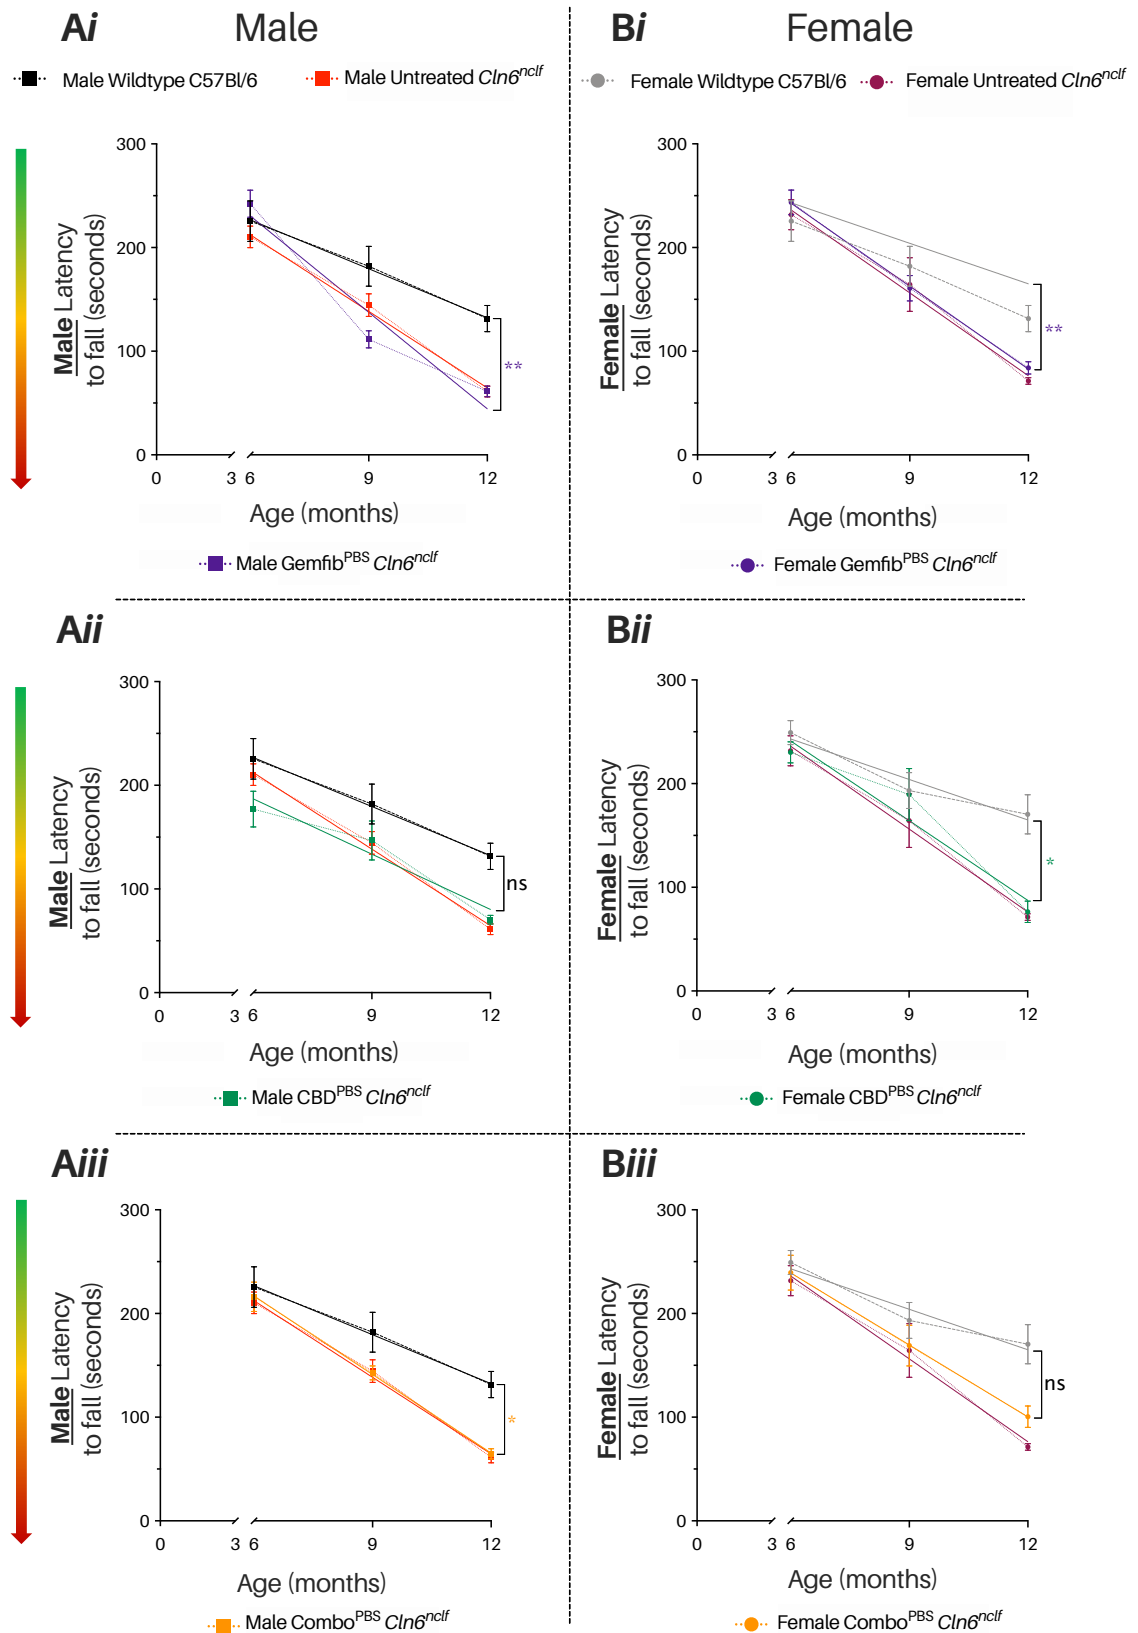 Ai Male
Bi Female
Male Wildtype C57Bl/6 Male Untreated Cln6nclf
Female Wildtype C57Bl/6 Female Untreated Cln6nclf
Male Latency
to fall (seconds)
300
200
100
0
0 3 6 9 12
**
Age (months)
Male GemfibPBS Cln6nclf
Female Latency
to fall (seconds)
300
200
100
0
0 3 6 9 12
**
Age (months)
Female GemfibPBS Cln6nclf
Aii
Male Latency
to fall (seconds)
300
200
100
0
0 3 6 9 12
ns
Age (months)
Male CBDPBS Cln6nclf
Bii
Female Latency
to fall (seconds)
300
200
100
0
0 3 6 9 12
*
Age (months)
Female CBDPBS Cln6nclf
Aiii
Male Latency
to fall (seconds)
300
200
100
0
0 3 6 9 12
*
Age (months)
Male ComboPBS Cln6nclf
Biii
Female Latency
to fall (seconds)
300
200
100
0
0 3 6 9 12
ns
Age (months)
Female ComboPBS Cln6nclf